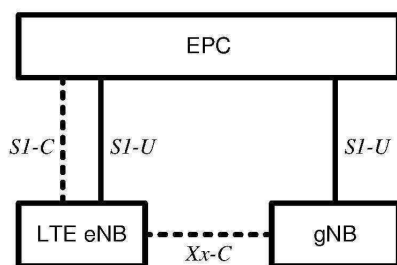 EPC
S1-C
S1-U
S1-U
LTE eNB
Xx-C
gNB